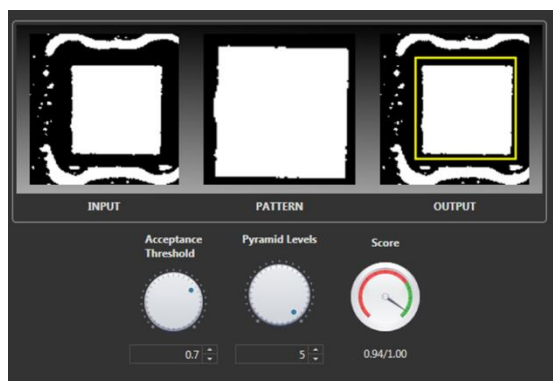 INPUT
PATTERN
OUTPUT
Acceptance
Threshold
Pyramid Levels
Score
0.7
5
0.94/1.00